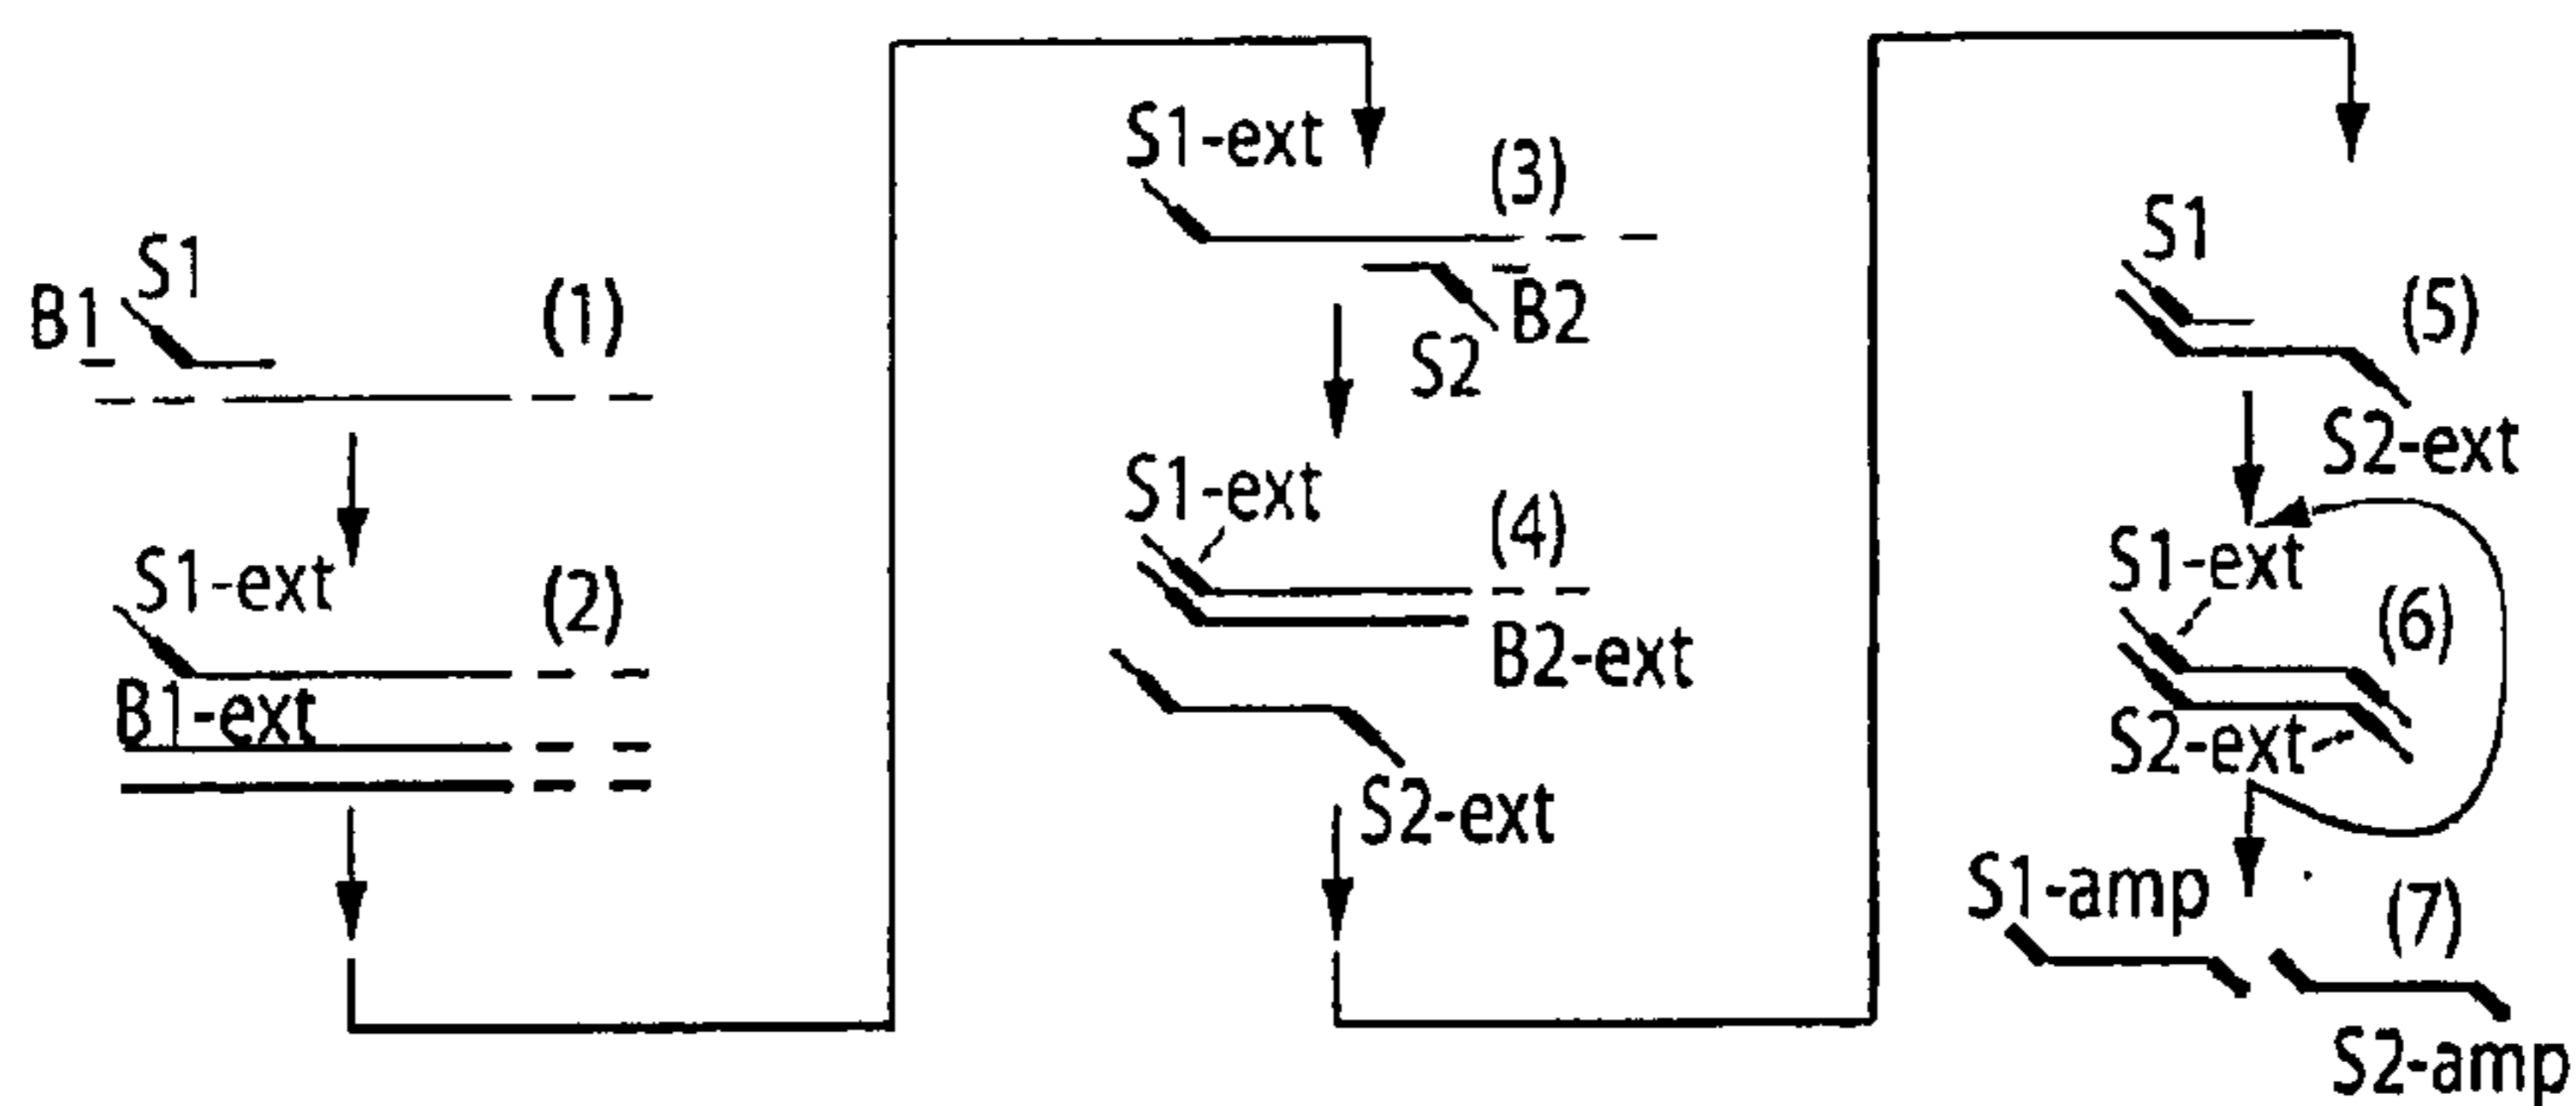 S1
B1
(1)
S1-ext
(2)
B1-ext
S1-ext
(3)
B2
S2
S1-ext
(4)
B2-ext
S2-ext
S1
(5)
S2-ext
S1-ext
(6)
S2-ext
S1-amp
(7)
S2-amp